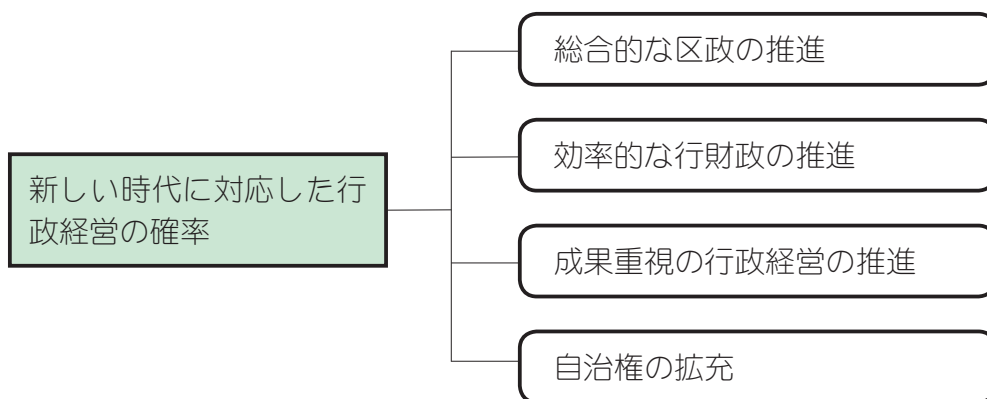 新しい時代に対応した行
政経営の確率
総合的な区政の推進
効率的な行財政の推進
成果重視の行政経営の推進
自治権の拡充